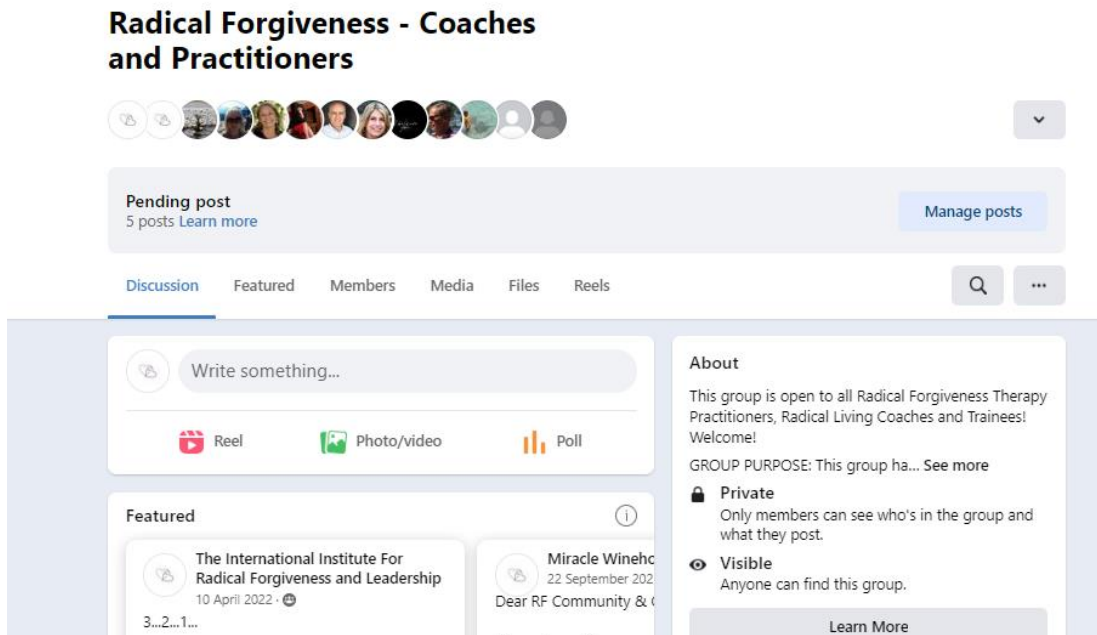 Radical Forgiveness - Coaches
and Practitioners
Pending post
5 posts Learn more
Manage posts
Discussion
Featured
Members
Media
Files
Reels
Write something...
Reel
Photo/video
Poll
Featured
The International Institute For
Radical Forgiveness and Leadership
10 April 2022 ·
3...2...1...
Miracle
22 September
Dear RF Community &
About
This group is open to all Radical Forgiveness Therapy
Practitioners, Radical Living Coaches and Trainees!
Welcome!
GROUP PURPOSE: This group ha... See more
Private
Only members can see who's in the group and
what they post.
Visible
Anyone can find this group.
Learn More